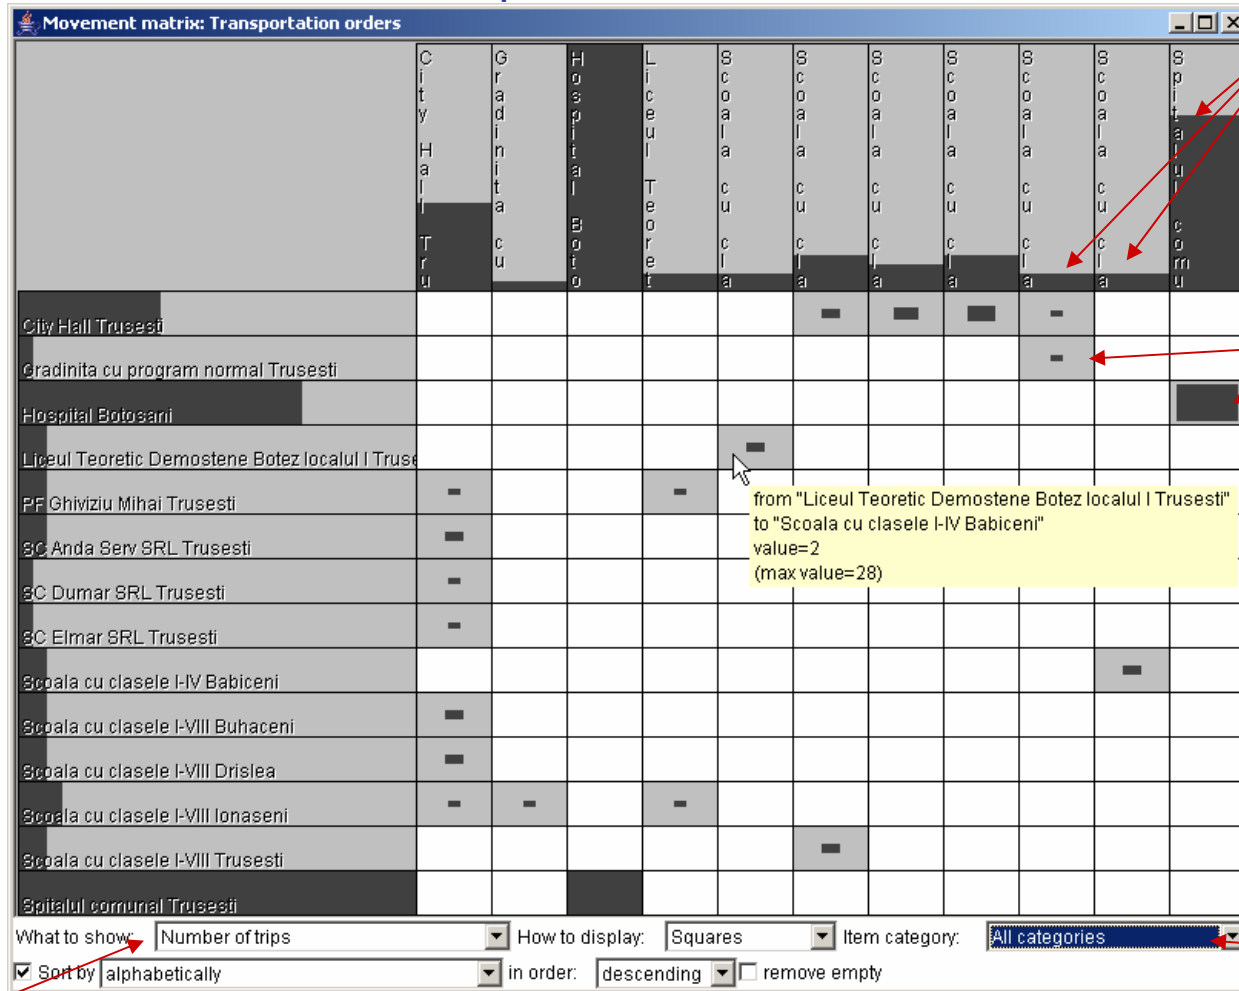 Movement matrix: Transportation orders
City Hall Tru
Gradinita cu
Hospital Boto
Liceul Teoret
Scoala cu cla
Scoala cu cla
Scoala cu cla
Scoala cu cla
Scoala cu cla
Scoala cu cla
Spitalul comu
City Hall Trusesti
Gradinita cu program normal Trusesti
Hospital Botosani
Liceul Teoretic Demostene Botez localul I Truse
PF Ghiviziu Mihai Trusesti
SC Anda Serv SRL Trusesti
SC Dumar SRL Trusesti
SC Elmar SRL Trusesti
Scoala cu clasele I-IV Babiceni
Scoala cu clasele I-VIII Buhaceni
Scoala cu clasele I-VIII Drislea
Scoala cu clasele I-VIII Ionaseni
Scoala cu clasele I-VIII Trusesti
Spitalul comunal Trusesti
from "Liceul Teoretic Demostene Botez localul I Trusesti"
to "Scoala cu clasele I-IV Babiceni"
value=2
(max value=28)
What to show: Number of trips How to display: Squares Item category: All categories
Sort by alphabetically in order: descending remove empty